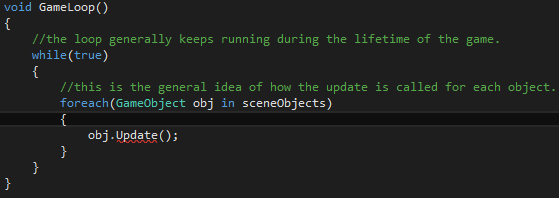 void GameLoop()
{
    //the loop generally keeps running during the lifetime of the game.
    while(true)
    {
        //this is the general idea of how the update is called for each object.
        foreach(GameObject obj in sceneObjects)
        {
            obj.Update();
        }
    }
}